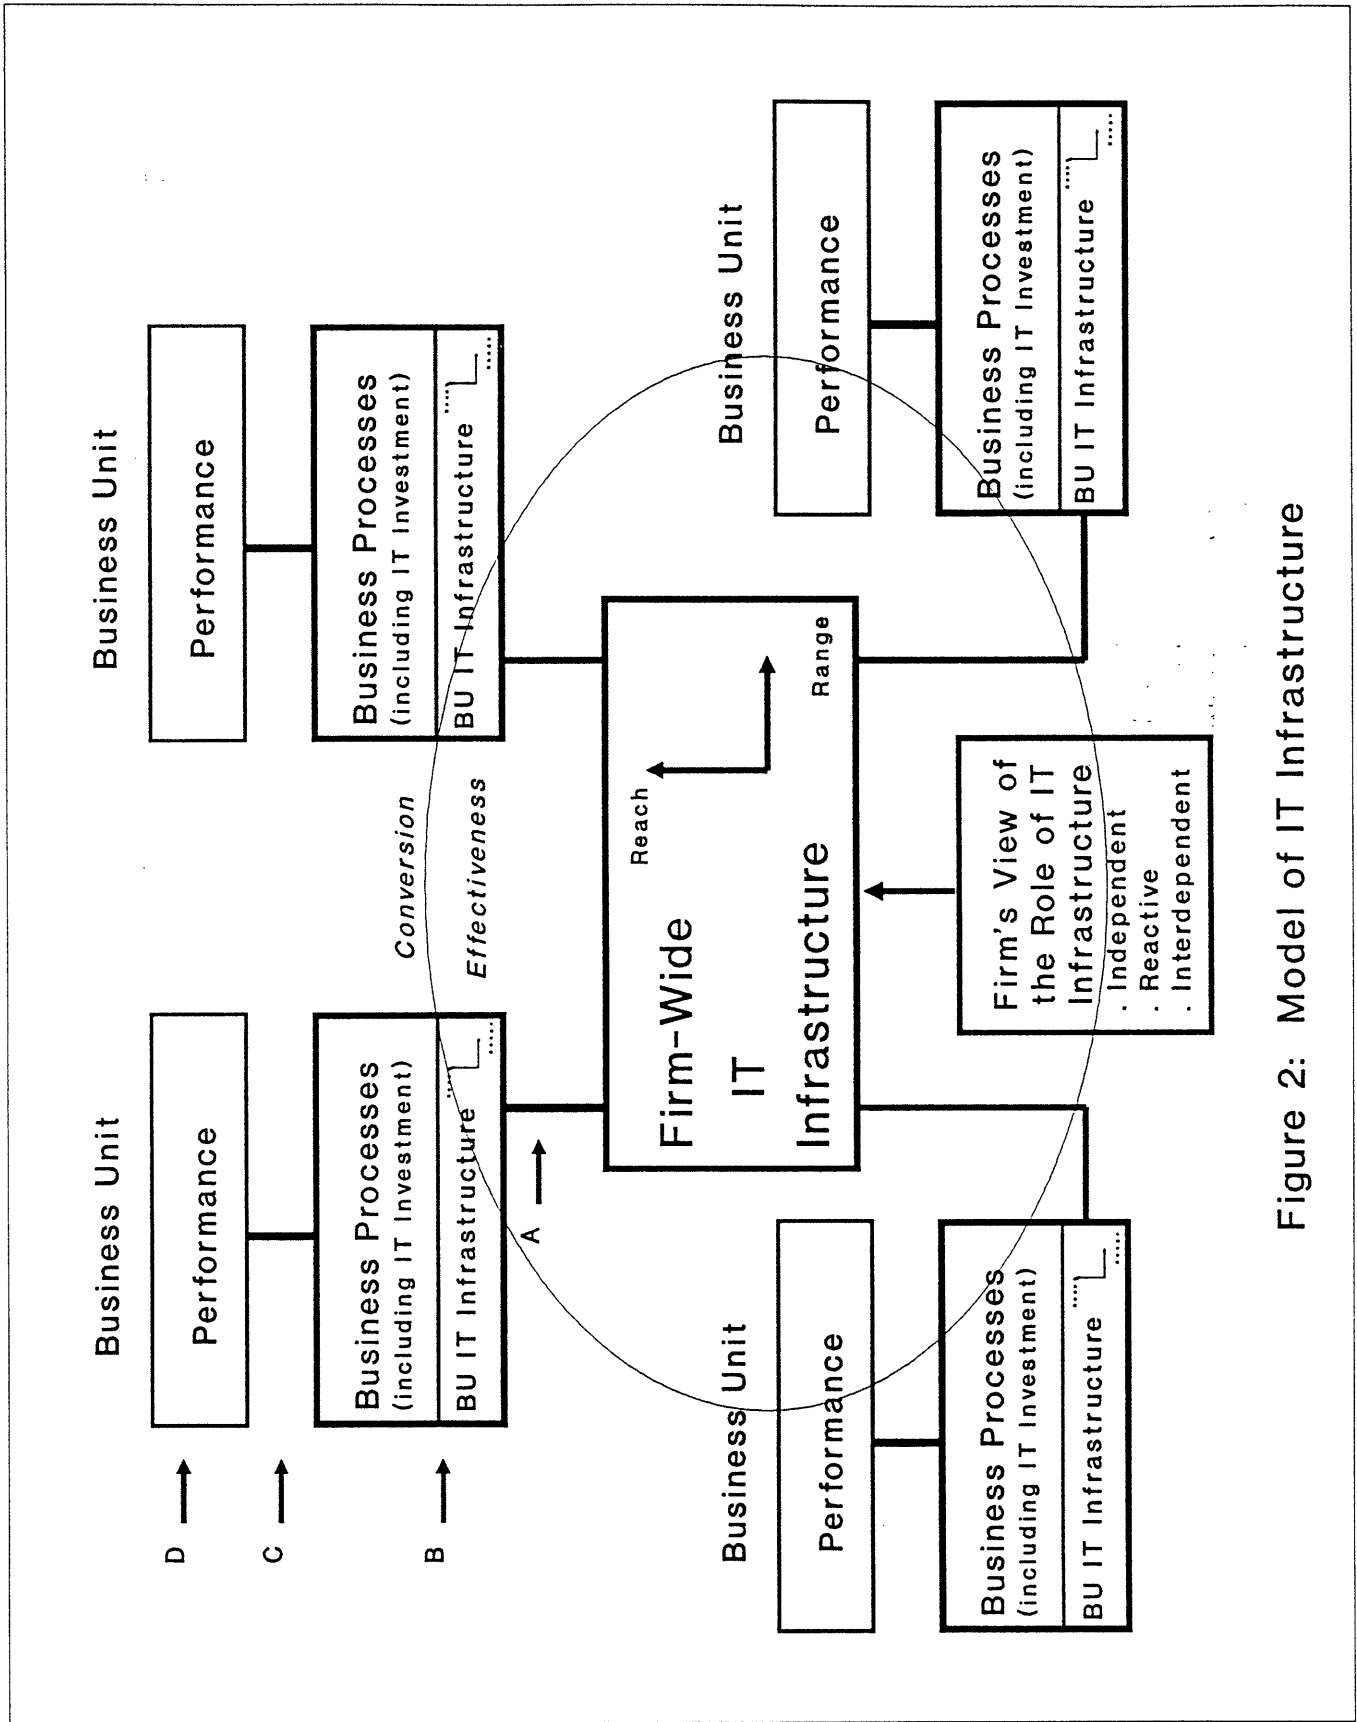 Business Unit
Performance
Business Processes
(including IT Investment)
BU IT Infrastructure
D
C
B
A
Conversion
Effectiveness
Business Unit
Performance
Business Processes
(including IT Investment)
BU IT Infrastructure
Firm-Wide
IT
Infrastructure
Reach
Range
Business Unit
Performance
Business Processes
(including IT Investment)
BU IT Infrastructure
Firm's View of
the Role of IT
Infrastructure
. Independent
. Reactive
. Interdependent
Business Unit
Performance
Business Processes
(including IT Investment)
BU IT Infrastructure
Figure 2: Model of IT Infrastructure